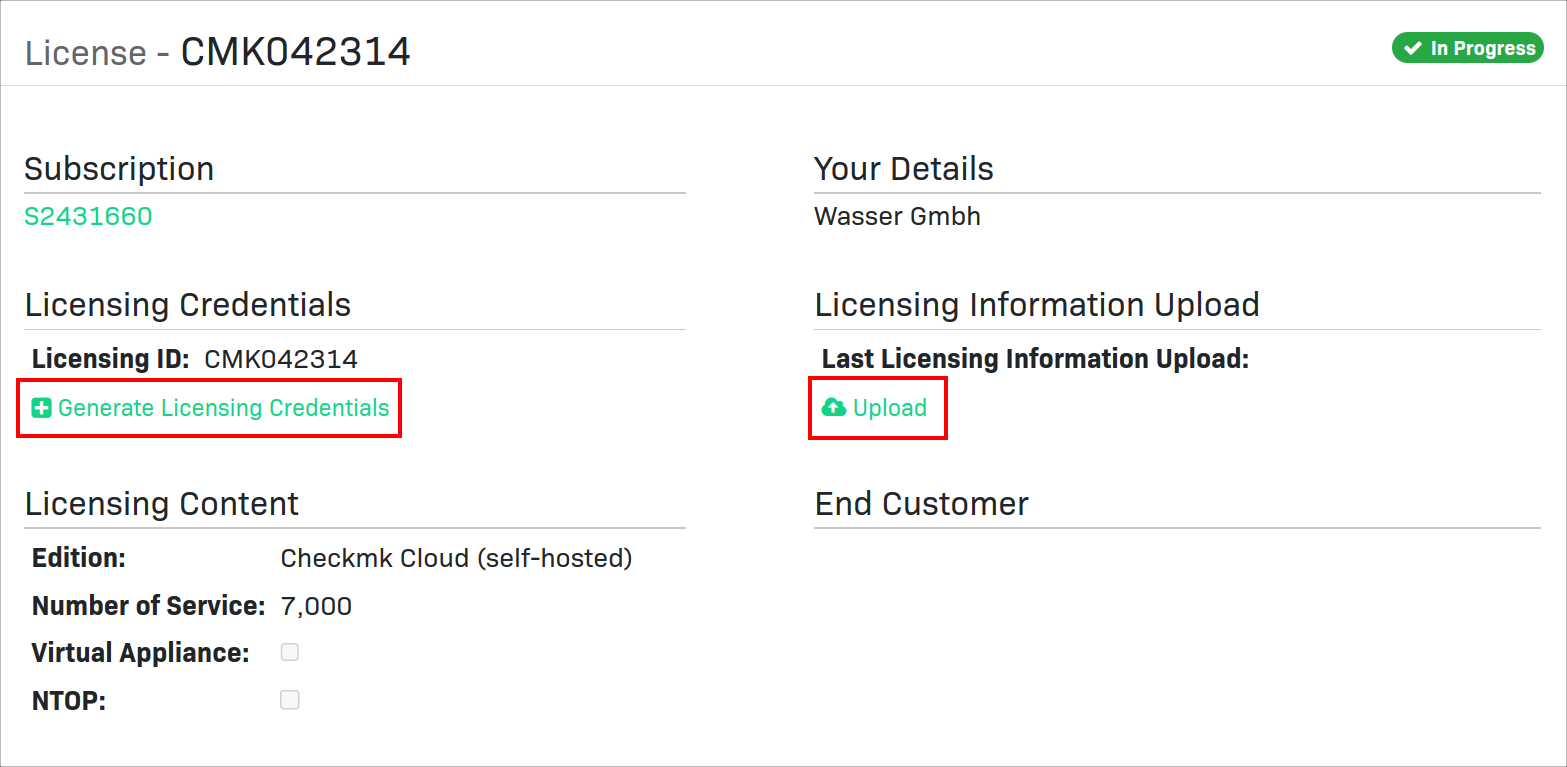 License - CMK042314
In Progress
Subscription
S2431660
Your Details
Wasser Gmbh
Licensing Credentials
Licensing ID: CMK042314
Generate Licensing Credentials
Licensing Information Upload
Last Licensing Information Upload:
Upload
Licensing Content
Edition: Checkmk Cloud (self-hosted)
Number of Service: 7,000
Virtual Appliance:
NTOP:
End Customer